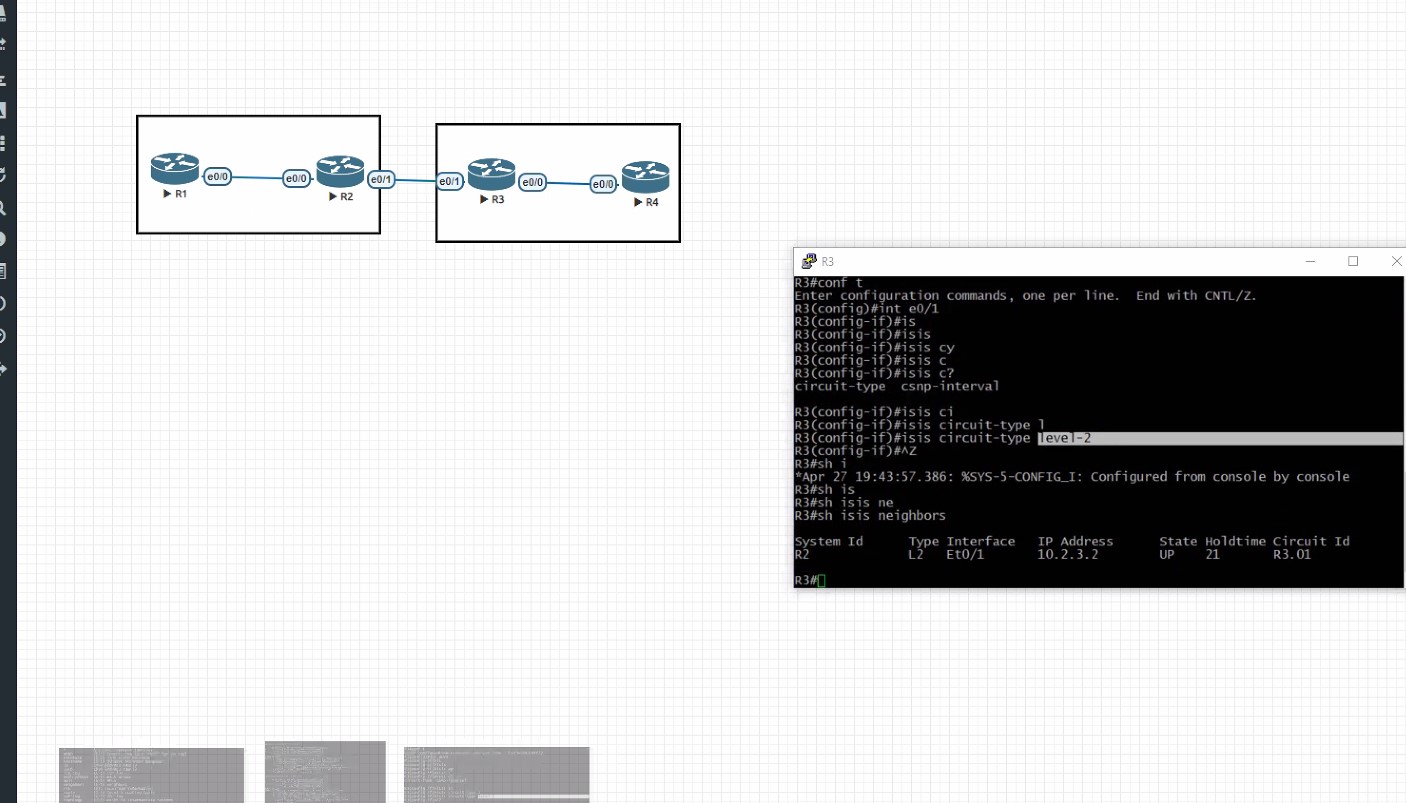 e0/0
e0/0
e0/1
R1
R2
e0/1
e0/0
e0/0
R3
R4
R3
R3#conf t
Enter configuration commands, one per line.  End with CNTL/Z.
R3(config)#int e0/1
R3(config-if)#is
R3(config-if)#isis
R3(config-if)#isis cy
R3(config-if)#isis c
R3(config-if)#isis c?
circuit-type  csnp-interval
R3(config-if)#isis ci
R3(config-if)#isis circuit-type l
R3(config-if)#isis circuit-type level-2
R3(config-if)#^Z
R3#sh i
*Apr 27 19:43:57.386: %SYS-5-CONFIG_I: Configured from console by console
R3#sh is
R3#sh isis ne
R3#sh isis neighbors
System Id      Type Interface   IP Address      State Holdtime Circuit Id
R2             L2   Et0/1       10.2.3.2        UP    21       R3.01
R3#